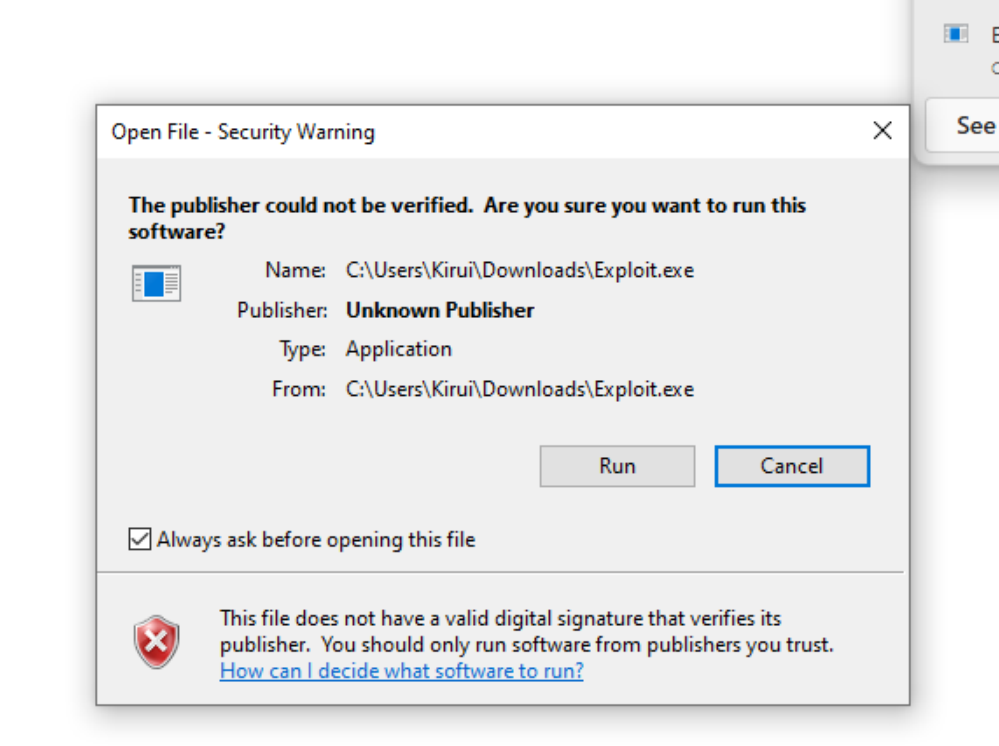 Open File - Security Warning
See
The publisher could not be verified.  Are you sure you want to run this
software?
Name: C:\Users\Kirui\Downloads\Exploit.exe
Publisher: Unknown Publisher
Type: Application
From: C:\Users\Kirui\Downloads\Exploit.exe
Run Cancel
Always ask before opening this file
This file does not have a valid digital signature that verifies its
publisher.  You should only run software from publishers you trust.
How can I decide what software to run?